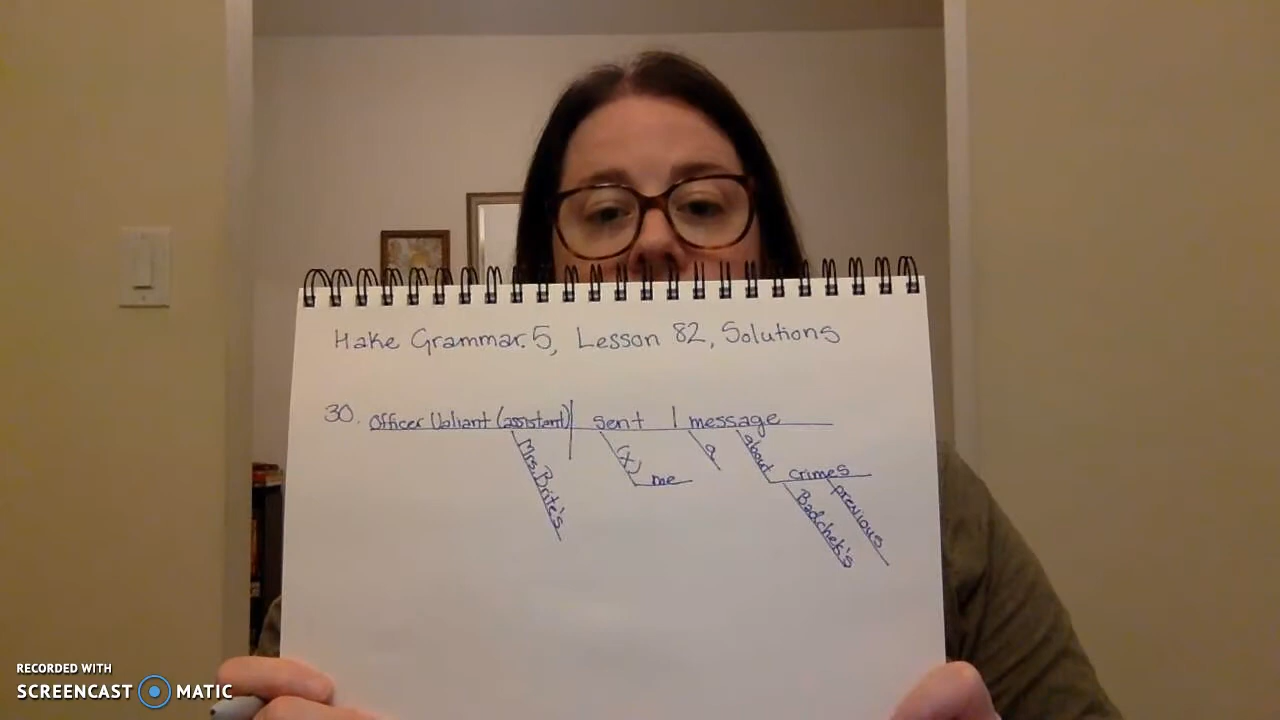 Hake Grammar 5, Lesson 82, Solutions
30. Officer Valiant (assistant) | sent | message
Mrs. Brite's
(x)
me
a
about
crimes
Badchek's
previous
RECORDED WITH
SCREENCAST MATIC